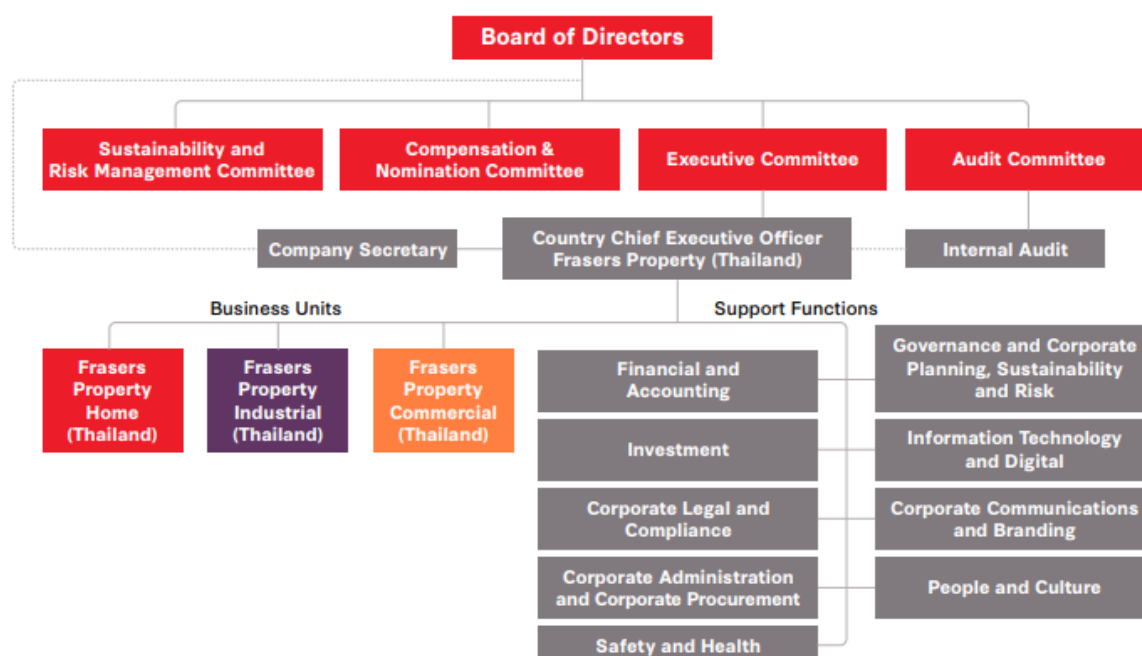 Board of Directors
Sustainability and
Risk Management Committee
Compensation &
Nomination Committee
Executive Committee
Audit Committee
Company Secretary
Country Chief Executive Officer
Frasers Property (Thailand)
Internal Audit
Business Units
Support Functions
Frasers
Property
Home
(Thailand)
Frasers
Property
Industrial
(Thailand)
Frasers
Property
Commercial
(Thailand)
Financial and
Accounting
Governance and Corporate
Planning, Sustainability
and Risk
Investment
Information Technology
and Digital
Corporate Legal and
Compliance
Corporate Communications
and Branding
Corporate Administration
and Corporate Procurement
People and Culture
Safety and Health